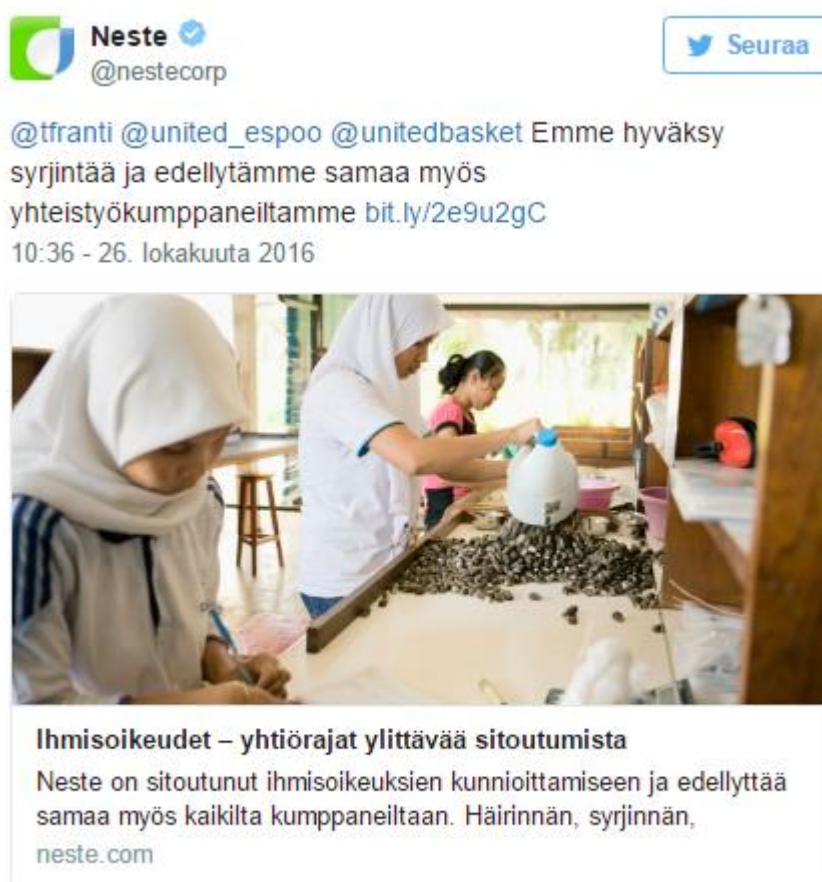 Neste
@nestecorp
Seuraa
@tfranti @united_espoo @unitedbasket Emme hyväksy
syrjintää ja edellytämme samaa myös
yhteistyökumppaneiltamme bit.ly/2e9u2gC
10:36 - 26. lokakuuta 2016
Ihmisoikeudet – yhtiörajat ylittävää sitoutumista
Neste on sitoutunut ihmisoikeuksien kunnioittamiseen ja edellyttää
samaa myös kaikilta kumppaneiltaan. Häirinnän, syrjinnän,
neste.com